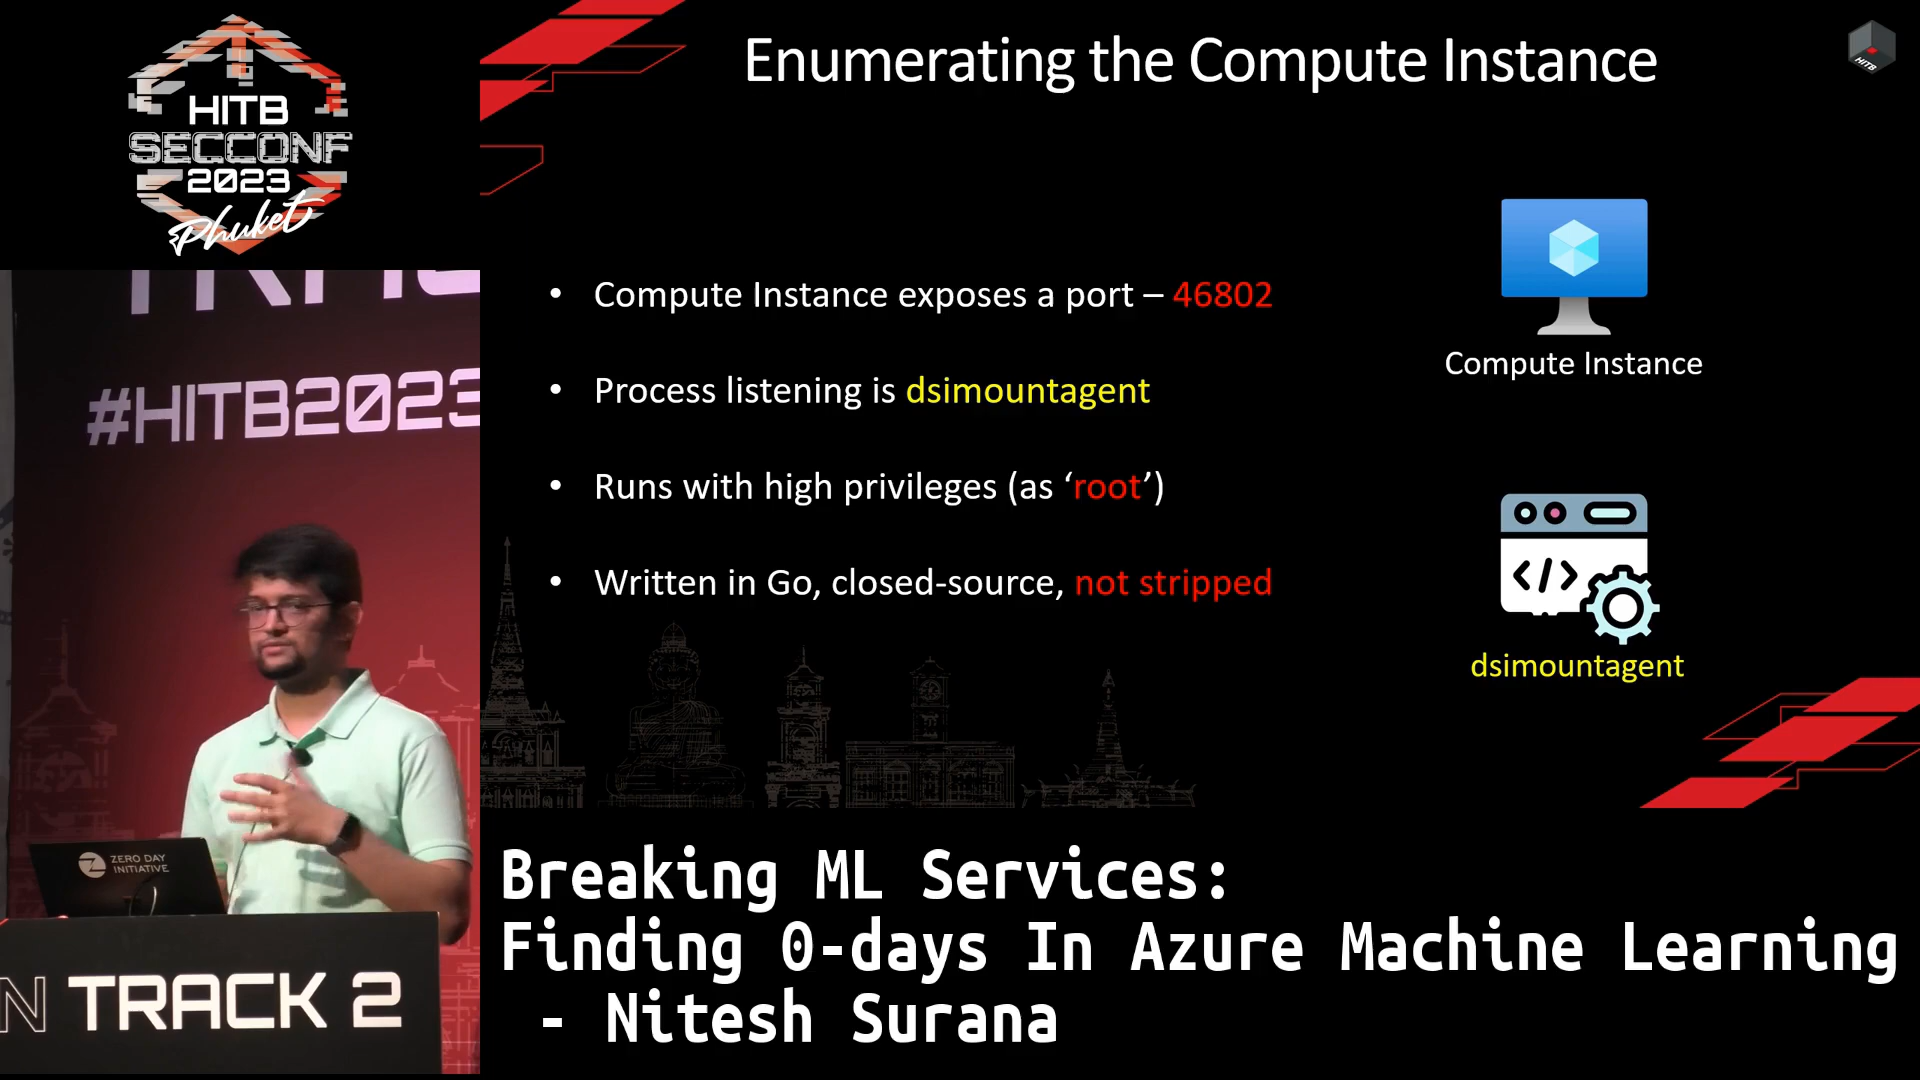 HITB
SECCONF
2023
Phuket
#HITB2023
ZERO DAY
INITIATIVE
N TRACK 2
Enumerating the Compute Instance
HITB
• Compute Instance exposes a port – 46802
• Process listening is dsimountagent
• Runs with high privileges (as ‘root’)
• Written in Go, closed-source, not stripped
Compute Instance
</>
dsimountagent
Breaking ML Services:
Finding 0-days In Azure Machine Learning
- Nitesh Surana